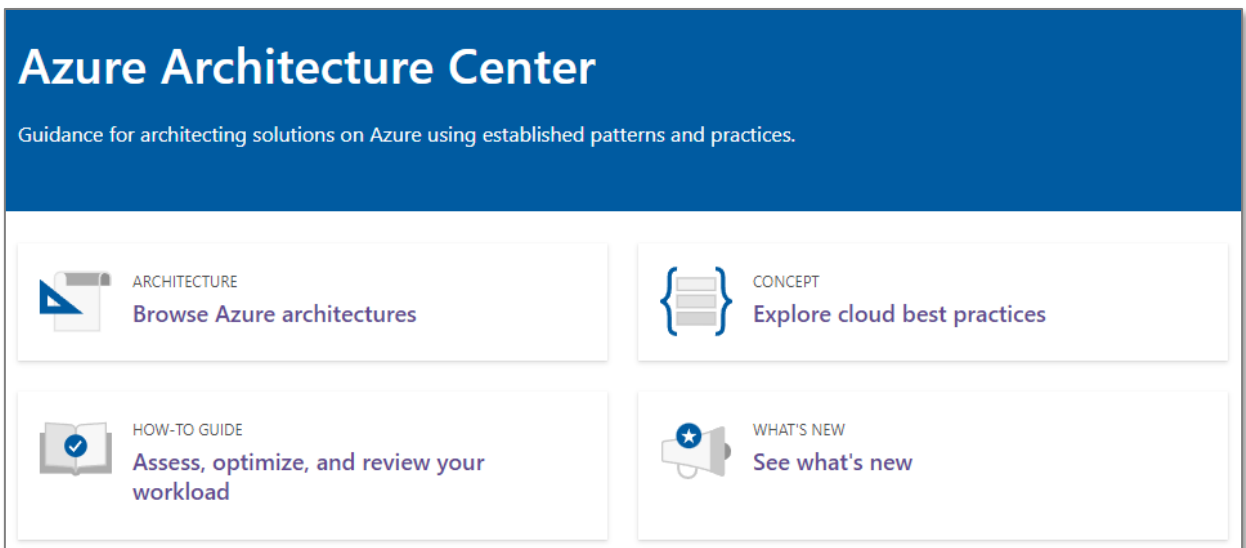 Azure Architecture Center
Guidance for architecting solutions on Azure using established patterns and practices.
ARCHITECTURE
Browse Azure architectures
CONCEPT
Explore cloud best practices
HOW-TO GUIDE
Assess, optimize, and review your
workload
WHAT'S NEW
See what's new